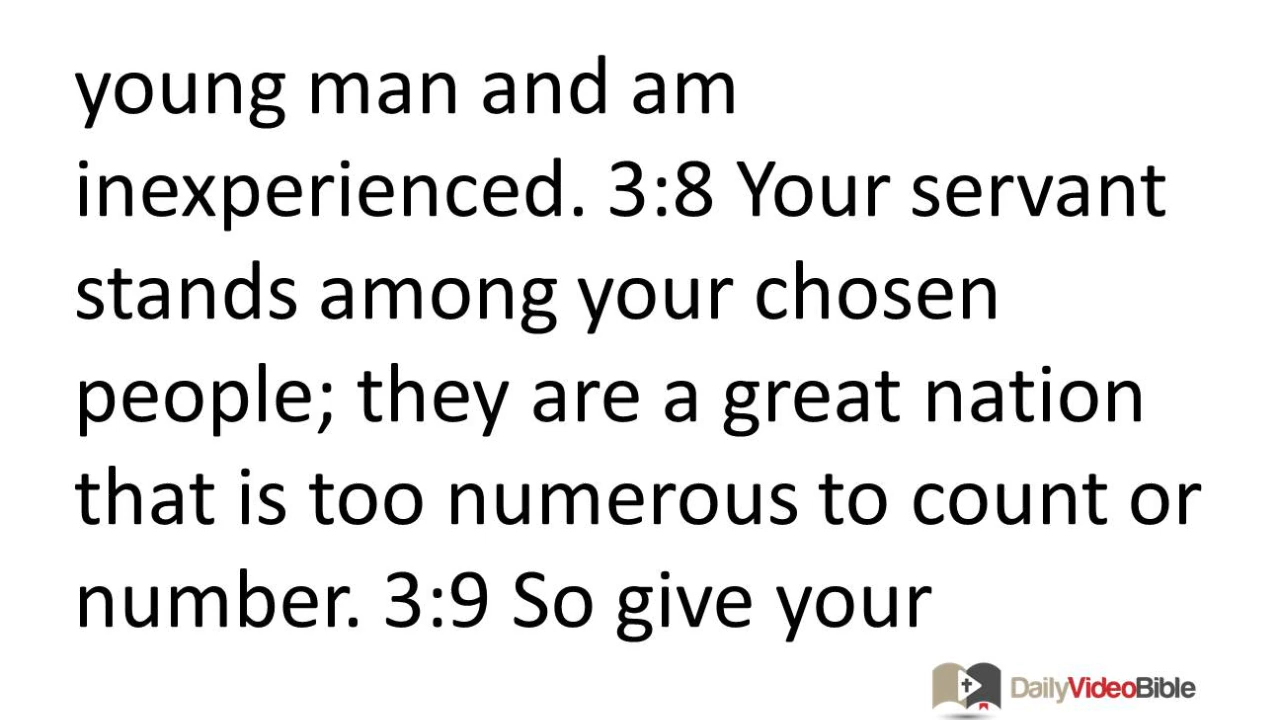 young man and am
inexperienced. 3:8 Your servant
stands among your chosen
people; they are a great nation
that is too numerous to count or
number. 3:9 So give your
DailyVideoBible